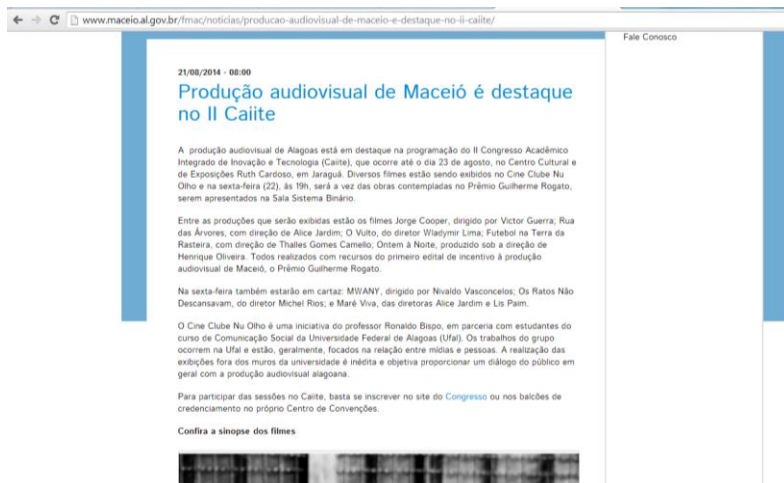 www.maceio.al.gov.br/fmac/noticias/producao-audiovisual-de-maceio-e-destaque-no-ii-caiite/
Fale Conosco
21/08/2014 - 08:00
Produção audiovisual de Maceió é destaque
no II Caiite
A produção audiovisual de Alagoas está em destaque na programação do II Congresso Acadêmico
Integrado de Inovação e Tecnologia (Caiite), que ocorre até o dia 23 de agosto, no Centro Cultural e
de Exposições Ruth Cardoso, em Jaraguá. Diversos filmes estão sendo exibidos no Cine Clube Nu
Olho e na sexta-feira (22), às 19h, será a vez das obras contempladas no Prêmio Guilherme Rogato,
serem apresentados na Sala Sistema Binário.
Entre as produções que serão exibidas estão os filmes Jorge Cooper, dirigido por Victor Guerra; Rua
das Árvores, com direção de Alice Jardim; O Vulto, do diretor Wladymir Lima; Futebol na Terra da
Rasteira, com direção de Thalles Gomes Camello; Ontem à Noite, produzido sob a direção de
Henrique Oliveira. Todos realizados com recursos do primeiro edital de incentivo à produção
audiovisual de Maceió, o Prêmio Guilherme Rogato.
Na sexta-feira também estarão em cartaz: MWANY, dirigido por Nivaldo Vasconcelos; Os Ratos Não
Descansavam, do diretor Michel Rios; e Maré Viva, das diretoras Alice Jardim e Lis Paim.
O Cine Clube Nu Olho é uma iniciativa do professor Ronaldo Bispo, em parceria com estudantes do
curso de Comunicação Social da Universidade Federal de Alagoas (Ufal). Os trabalhos do grupo
ocorrem na Ufal e estão, geralmente, focados na relação entre mídias e pessoas. A realização das
exibições fora dos muros da universidade é inédita e objetiva proporcionar um diálogo do público em
geral com a produção audiovisual alagoana.
Para participar das sessões no Caiite, basta se inscrever no site do Congresso ou nos balcões de
credenciamento no próprio Centro de Convenções.
Confira a sinopse dos filmes